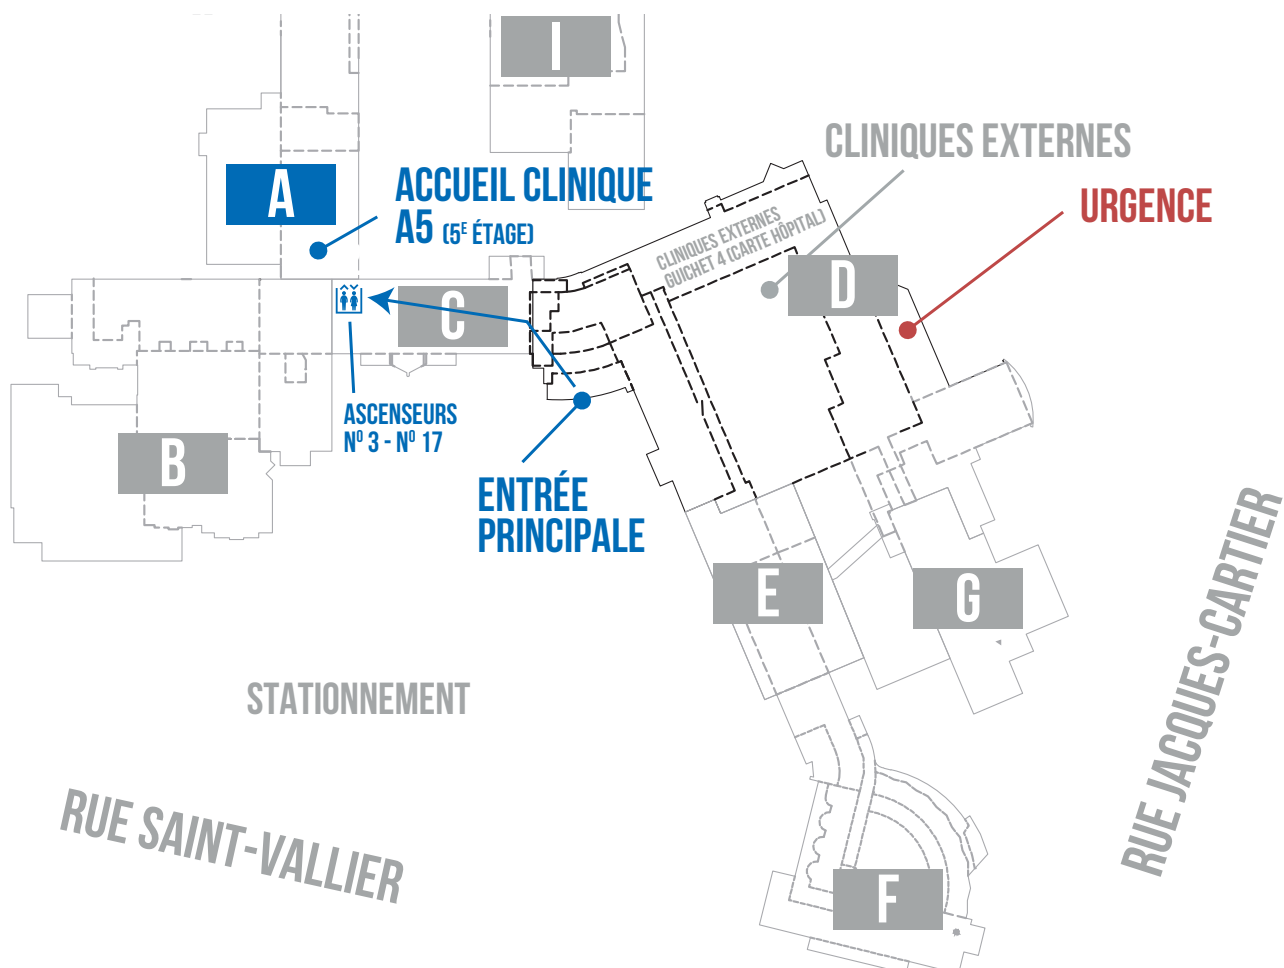 I
CLINIQUES EXTERNES
A
ACCUEIL CLINIQUE
A5 (5E ÉTAGE)
URGENCE
CLINIQUES EXTERNES
GUICHET 4 (CARTE HÔPITAL)
D
C
ASCENSEURS
Nº 3 - Nº 17
B
ENTRÉE
PRINCIPALE
E
G
STATIONNEMENT
RUE JACQUES-CARTIER
RUE SAINT-VALLIER
F